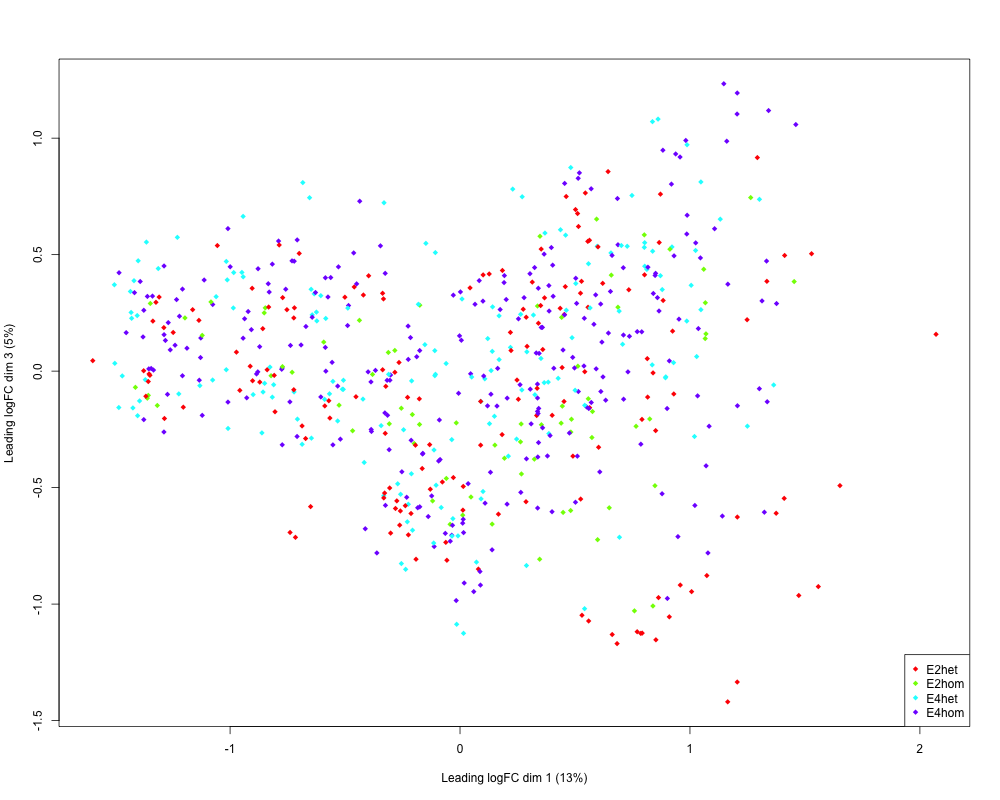 1.0
0.5
0.0
-0.5
-1.0
-1.5
Leading logFC dim 3 (5%)
E2het
E2hom
E4het
E4hom
-1
0
1
2
Leading logFC dim 1 (13%)